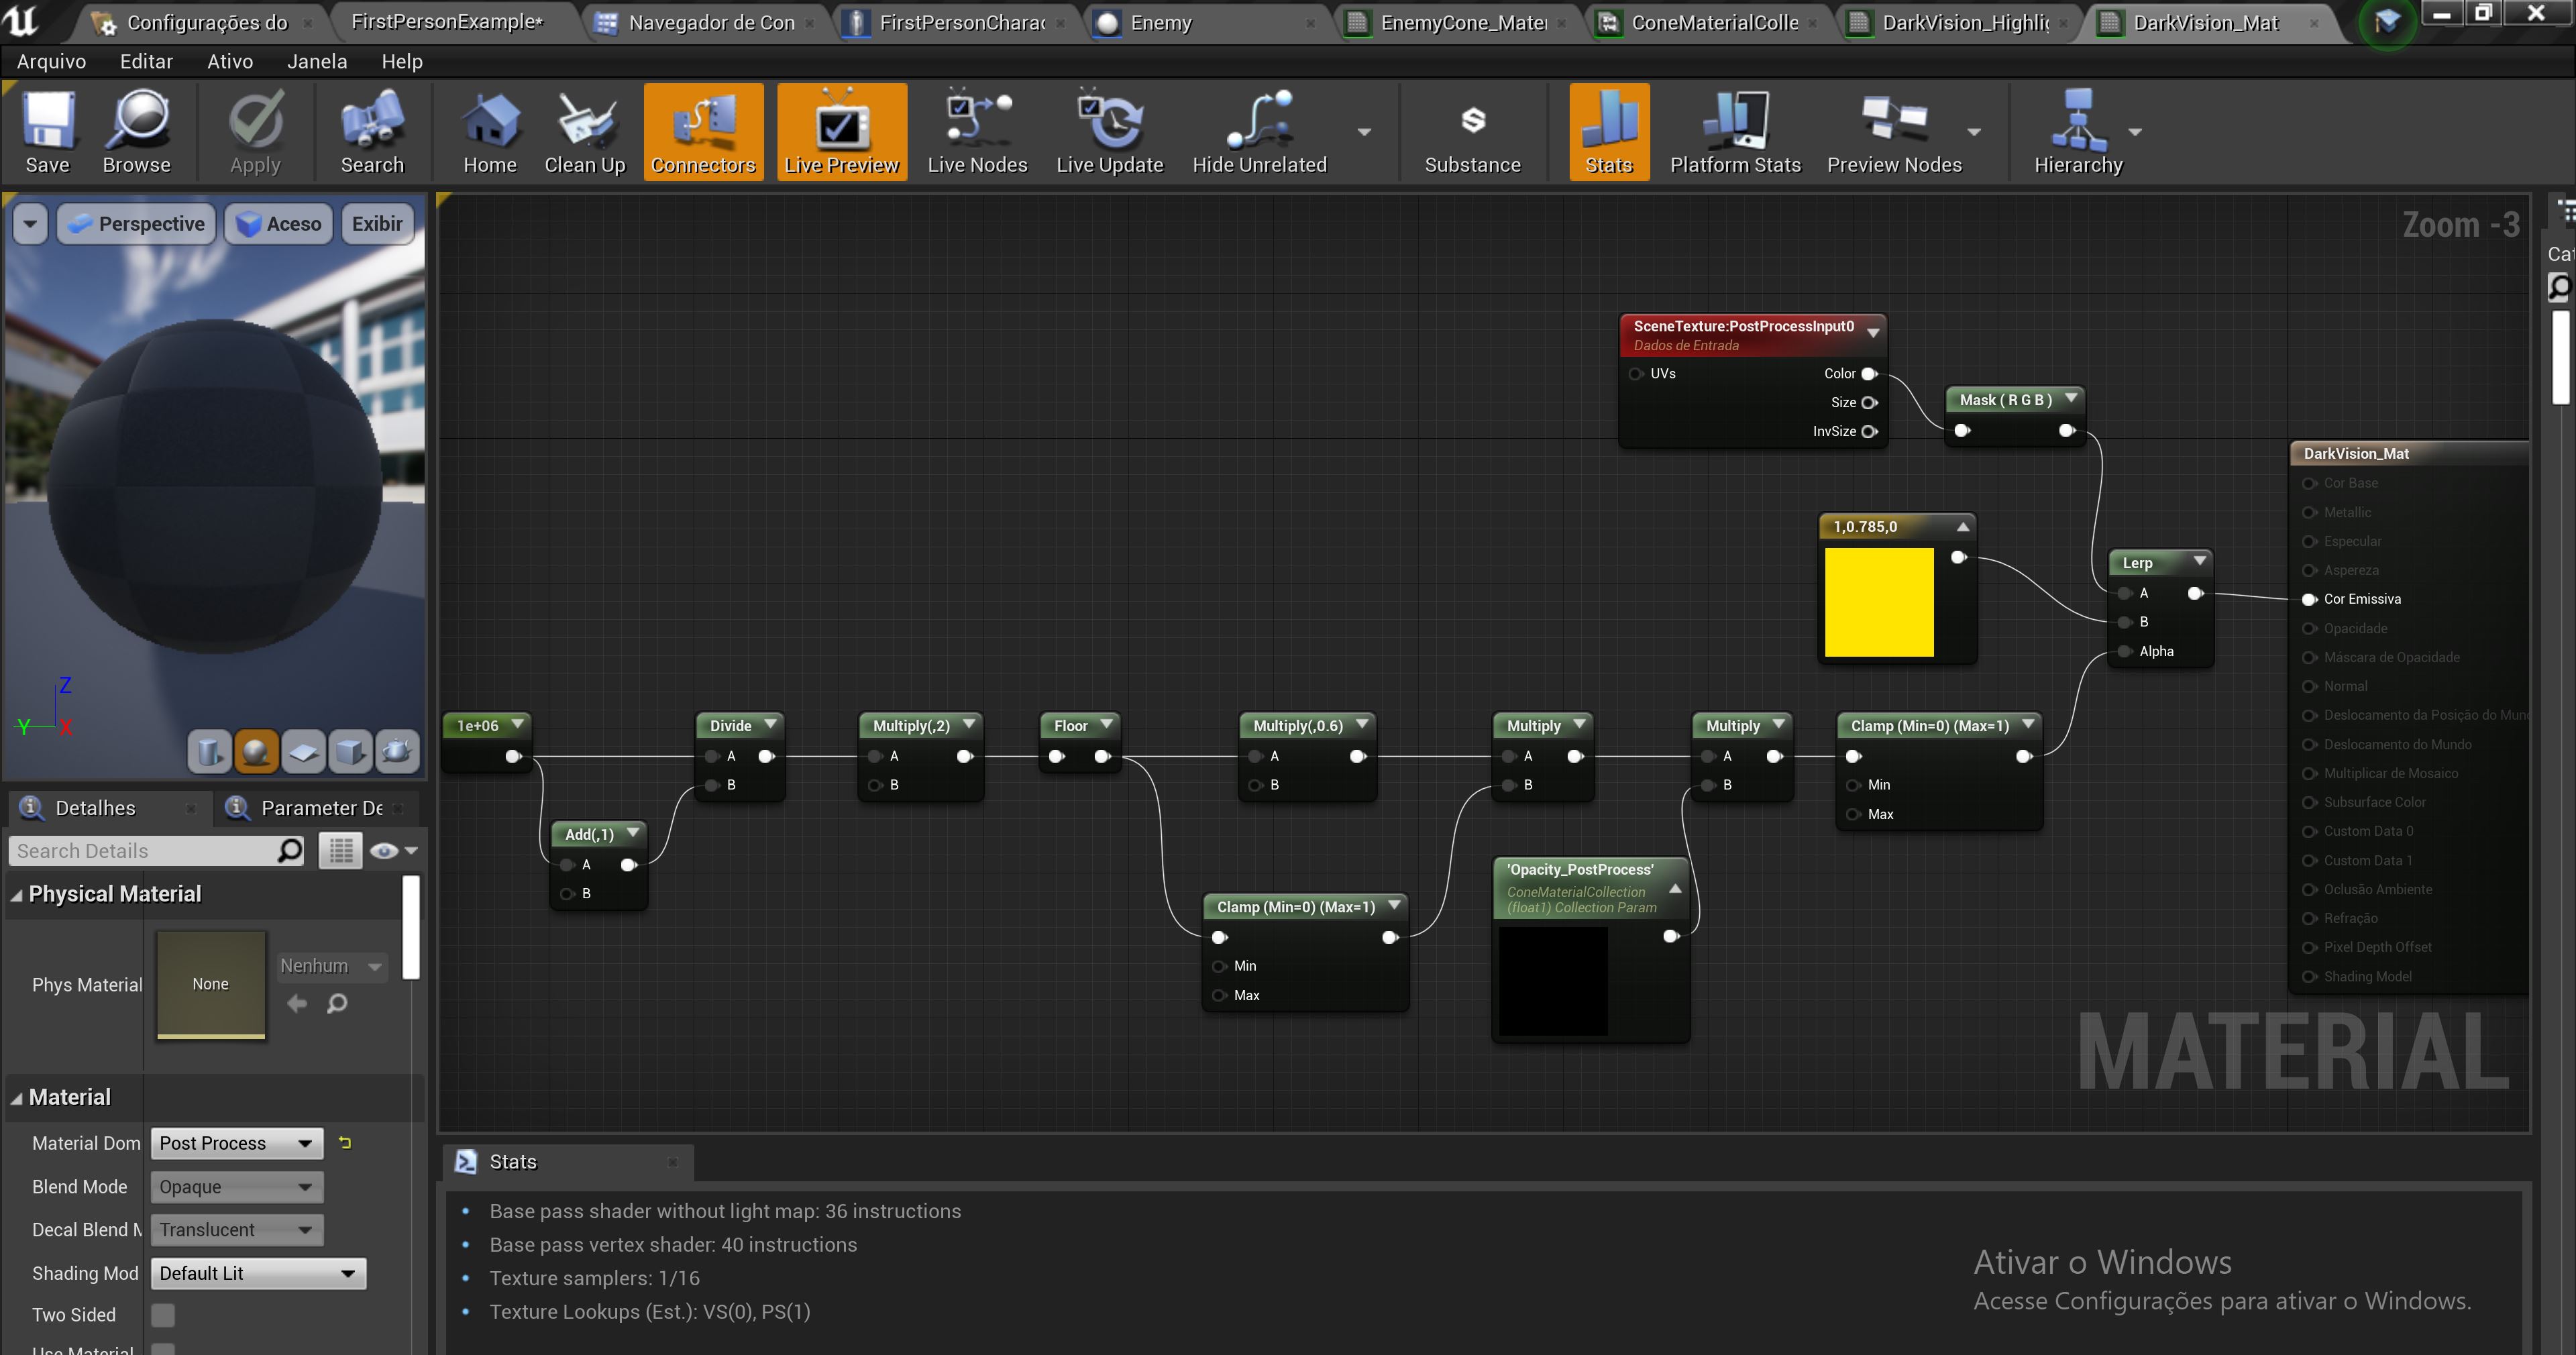 Configurações do
FirstPersonExample*
Navegador de Con
FirstPersonCharac
Enemy
EnemyCone_Mater
ConeMaterialColle
DarkVision_Highli
DarkVision_Mat
Arquivo Editar Ativo Janela Help
Save Browse Apply Search Home Clean Up Connectors Live Preview Live Nodes Live Update Hide Unrelated Substance Stats Platform Stats Preview Nodes Hierarchy
Perspective Aceso Exibir
Z
Y X
Zoom -3
Cat
SceneTexture:PostProcessInput0
Dados de Entrada
UVs Color
Size
InvSize
Mask ( R G B )
1,0.785,0
Lerp
A
B
Alpha
DarkVision_Mat
Cor Base
Metallic
Especular
Aspereza
Cor Emissiva
Opacidade
Máscara de Opacidade
Normal
Deslocamento da Posição do Mun
Deslocamento do Mundo
Multiplicar de Mosaico
Subsurface Color
Custom Data 0
Custom Data 1
Oclusão Ambiente
Refração
Pixel Depth Offset
Shading Model
1e+06
Add(,1)
A
B
Divide
A
B
Multiply(,2)
A
B
Floor
Multiply(,0.6)
A
B
Clamp (Min=0) (Max=1)
Min
Max
Multiply
A
B
'Opacity_PostProcess'
ConeMaterialCollection
(float1) Collection Param
Multiply
A
B
Clamp (Min=0) (Max=1)
Min
Max
MATERIAL
Detalhes
Parameter De
Search Details
Physical Material
Phys Material
None
Nenhum
Material
Material Dom Post Process
Blend Mode Opaque
Decal Blend M Translucent
Shading Mod Default Lit
Two Sided
Use Material
Stats
Base pass shader without light map: 36 instructions
Base pass vertex shader: 40 instructions
Texture samplers: 1/16
Texture Lookups (Est.): VS(0), PS(1)
Ativar o Windows
Acesse Configurações para ativar o Windows.